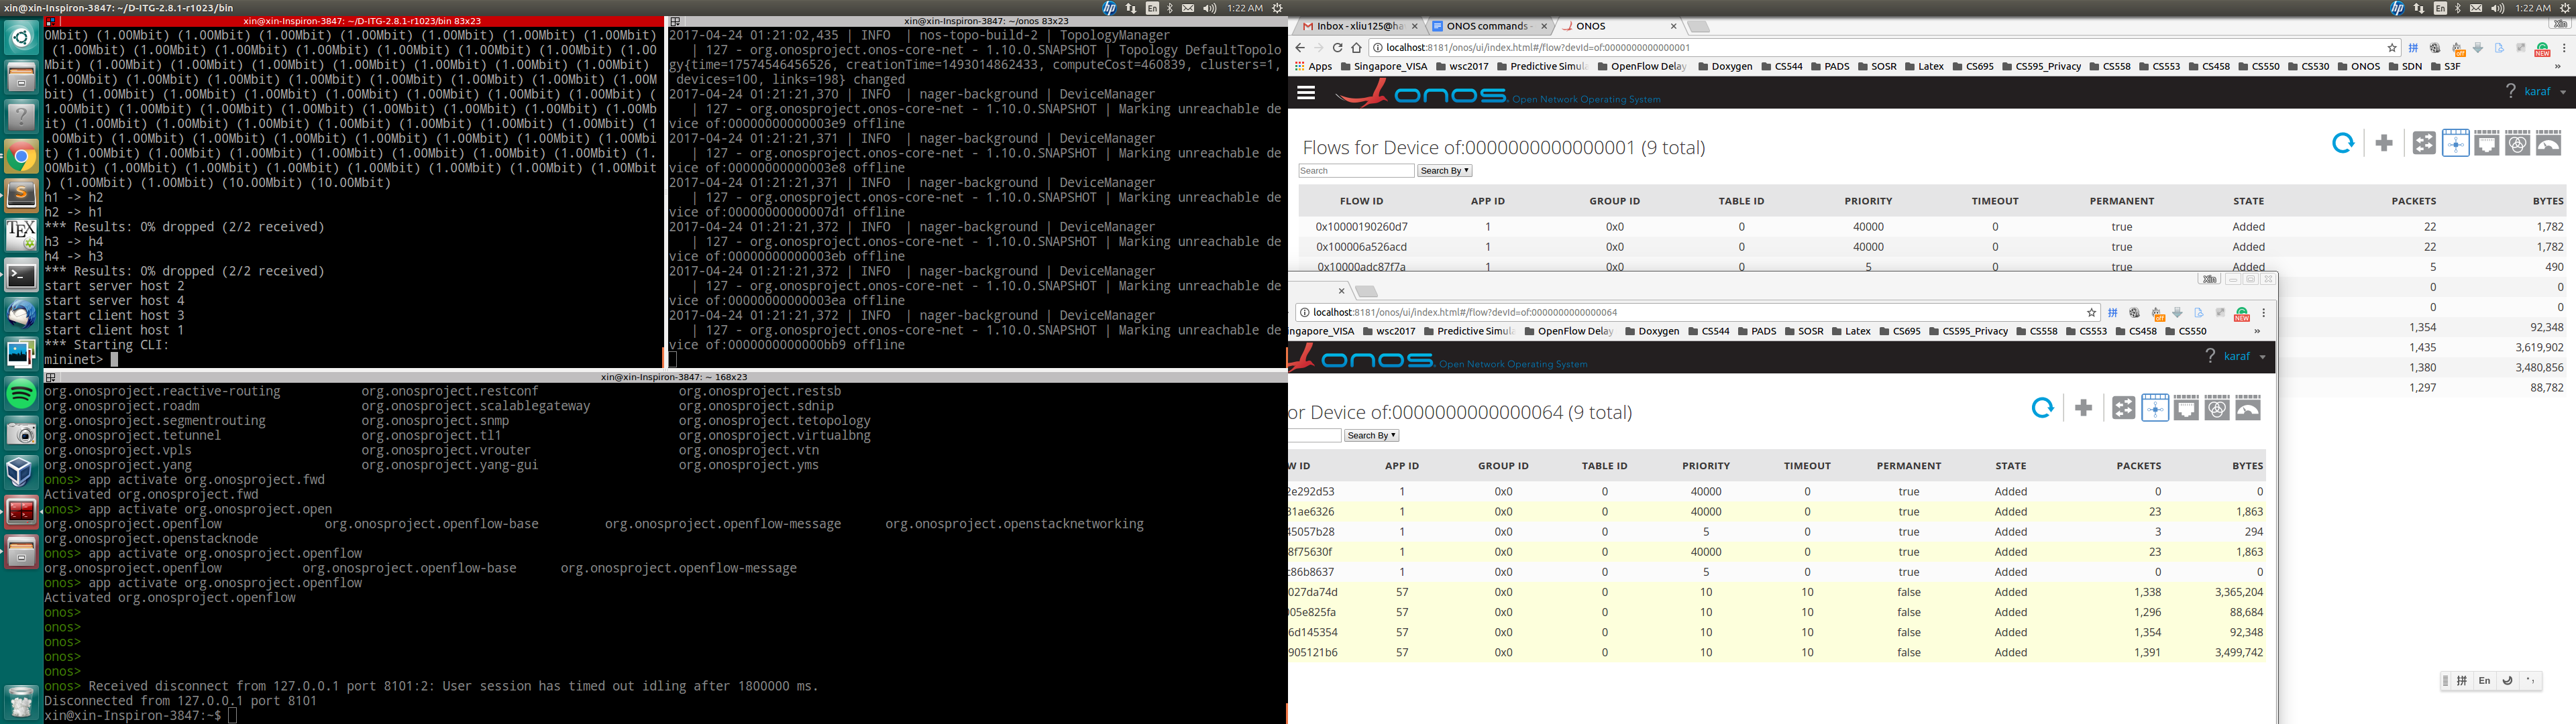 xin@xin-Inspiron-3847: ~/D-ITG-2.8.1-r1023/bin
En
1:22 AM
xin@xin-Inspiron-3847: ~/D-ITG-2.8.1-r1023/bin 83x23
0Mbit) (1.00Mbit) (1.00Mbit) (1.00Mbit) (1.00Mbit) (1.00Mbit) (1.00Mbit) (1.00Mbit)
 (1.00Mbit) (1.00Mbit) (1.00Mbit) (1.00Mbit) (1.00Mbit) (1.00Mbit) (1.00Mbit) (1.00
Mbit) (1.00Mbit) (1.00Mbit) (1.00Mbit) (1.00Mbit) (1.00Mbit) (1.00Mbit) (1.00Mbit)
(1.00Mbit) (1.00Mbit) (1.00Mbit) (1.00Mbit) (1.00Mbit) (1.00Mbit) (1.00Mbit) (1.00M
bit) (1.00Mbit) (1.00Mbit) (1.00Mbit) (1.00Mbit) (1.00Mbit) (1.00Mbit) (1.00Mbit) (
1.00Mbit) (1.00Mbit) (1.00Mbit) (1.00Mbit) (1.00Mbit) (1.00Mbit) (1.00Mbit) (1.00Mb
it) (1.00Mbit) (1.00Mbit) (1.00Mbit) (1.00Mbit) (1.00Mbit) (1.00Mbit) (1.00Mbit) (1
.00Mbit) (1.00Mbit) (1.00Mbit) (1.00Mbit) (1.00Mbit) (1.00Mbit) (1.00Mbit) (1.00Mbi
t) (1.00Mbit) (1.00Mbit) (1.00Mbit) (1.00Mbit) (1.00Mbit) (1.00Mbit) (1.00Mbit) (1.
00Mbit) (1.00Mbit) (1.00Mbit) (1.00Mbit) (1.00Mbit) (1.00Mbit) (1.00Mbit) (1.00Mbit
) (1.00Mbit) (1.00Mbit) (10.00Mbit) (10.00Mbit)
h1 -> h2
h2 -> h1
*** Results: 0% dropped (2/2 received)
h3 -> h4
h4 -> h3
*** Results: 0% dropped (2/2 received)
start server host 2
start server host 4
start client host 3
start client host 1
*** Starting CLI:
mininet>
xin@xin-Inspiron-3847: ~/onos 83x23
2017-04-24 01:21:02,435 | INFO  | nos-topo-build-2 | TopologyManager
 | 127 - org.onosproject.onos-core-net - 1.10.0.SNAPSHOT | Topology DefaultTopolo
gy{time=17574546456526, creationTime=1493014862433, computeCost=460839, clusters=1,
 devices=100, links=198} changed
2017-04-24 01:21:21,370 | INFO  | nager-background | DeviceManager
 | 127 - org.onosproject.onos-core-net - 1.10.0.SNAPSHOT | Marking unreachable de
vice of:00000000000003e9 offline
2017-04-24 01:21:21,371 | INFO  | nager-background | DeviceManager
 | 127 - org.onosproject.onos-core-net - 1.10.0.SNAPSHOT | Marking unreachable de
vice of:00000000000003e8 offline
2017-04-24 01:21:21,371 | INFO  | nager-background | DeviceManager
 | 127 - org.onosproject.onos-core-net - 1.10.0.SNAPSHOT | Marking unreachable de
vice of:00000000000007d1 offline
2017-04-24 01:21:21,372 | INFO  | nager-background | DeviceManager
 | 127 - org.onosproject.onos-core-net - 1.10.0.SNAPSHOT | Marking unreachable de
vice of:00000000000003eb offline
2017-04-24 01:21:21,372 | INFO  | nager-background | DeviceManager
 | 127 - org.onosproject.onos-core-net - 1.10.0.SNAPSHOT | Marking unreachable de
vice of:00000000000003ea offline
2017-04-24 01:21:21,372 | INFO  | nager-background | DeviceManager
 | 127 - org.onosproject.onos-core-net - 1.10.0.SNAPSHOT | Marking unreachable de
vice of:0000000000000bb9 offline
xin@xin-Inspiron-3847: ~ 168x23
org.onosproject.reactive-routing org.onosproject.restconf org.onosproject.restsb
org.onosproject.roadm org.onosproject.scalablegateway org.onosproject.sdnip
org.onosproject.segmentrouting org.onosproject.snmp org.onosproject.tetopology
org.onosproject.tetunnel org.onosproject.tl1 org.onosproject.virtualbng
org.onosproject.vpls org.onosproject.vrouter org.onosproject.vtn
org.onosproject.yang org.onosproject.yang-gui org.onosproject.yms
onos> app activate org.onosproject.fwd
Activated org.onosproject.fwd
onos> app activate org.onosproject.open
org.onosproject.openflow org.onosproject.openflow-base org.onosproject.openflow-message org.onosproject.openstacknetworking
org.onosproject.openstacknode
onos> app activate org.onosproject.openflow
org.onosproject.openflow org.onosproject.openflow-base org.onosproject.openflow-message
onos> app activate org.onosproject.openflow
Activated org.onosproject.openflow
onos>
onos>
onos>
onos>
onos>
onos> Received disconnect from 127.0.0.1 port 8101:2: User session has timed out idling after 1800000 ms.
Disconnected from 127.0.0.1 port 8101
xin@xin-Inspiron-3847:~$
En
1:22 AM
Inbox - xliu125@ha
ONOS commands -
ONOS
Xin
localhost:8181/onos/ui/index.html#/flow?devId=of:0000000000000001
off
NEW
Apps Singapore_VISA wsc2017 Predictive Simula OpenFlow Delay Doxygen CS544 PADS SOSR Latex CS695 CS595_Privacy CS558 CS553 CS458 CS550 CS530 ONOS SDN S3F »
onos. Open Network Operating System
? karaf
Flows for Device of:0000000000000001 (9 total)
Search
Search By
FLOW ID APP ID GROUP ID TABLE ID PRIORITY TIMEOUT PERMANENT STATE PACKETS BYTES
0x10000190260d7 1 0x0 0 40000 0 true Added 22 1,782
0x100006a526acd 1 0x0 0 40000 0 true Added 22 1,782
0x10000adc87f7a 1 0x0 0 5 0 true Added 5 490
0 0
0 0
1,354 92,348
1,435 3,619,902
1,380 3,480,856
1,297 88,782
Xin
localhost:8181/onos/ui/index.html#/flow?devId=of:0000000000000064
off
NEW
ingapore_VISA wsc2017 Predictive Simula OpenFlow Delay Doxygen CS544 PADS SOSR Latex CS695 CS595_Privacy CS558 CS553 CS458 CS550 »
onos. Open Network Operating System
? karaf
or Device of:0000000000000064 (9 total)
Search By
W ID APP ID GROUP ID TABLE ID PRIORITY TIMEOUT PERMANENT STATE PACKETS BYTES
2e292d53 1 0x0 0 40000 0 true Added 0 0
31ae6326 1 0x0 0 40000 0 true Added 23 1,863
45057b28 1 0x0 0 5 0 true Added 3 294
8f75630f 1 0x0 0 40000 0 true Added 23 1,863
c86b8637 1 0x0 0 5 0 true Added 0 0
027da74d 57 0x0 0 10 10 false Added 1,338 3,365,204
05e825fa 57 0x0 0 10 10 false Added 1,296 88,684
6d145354 57 0x0 0 10 10 false Added 1,354 92,348
905121b6 57 0x0 0 10 10 false Added 1,391 3,499,742
拼 En